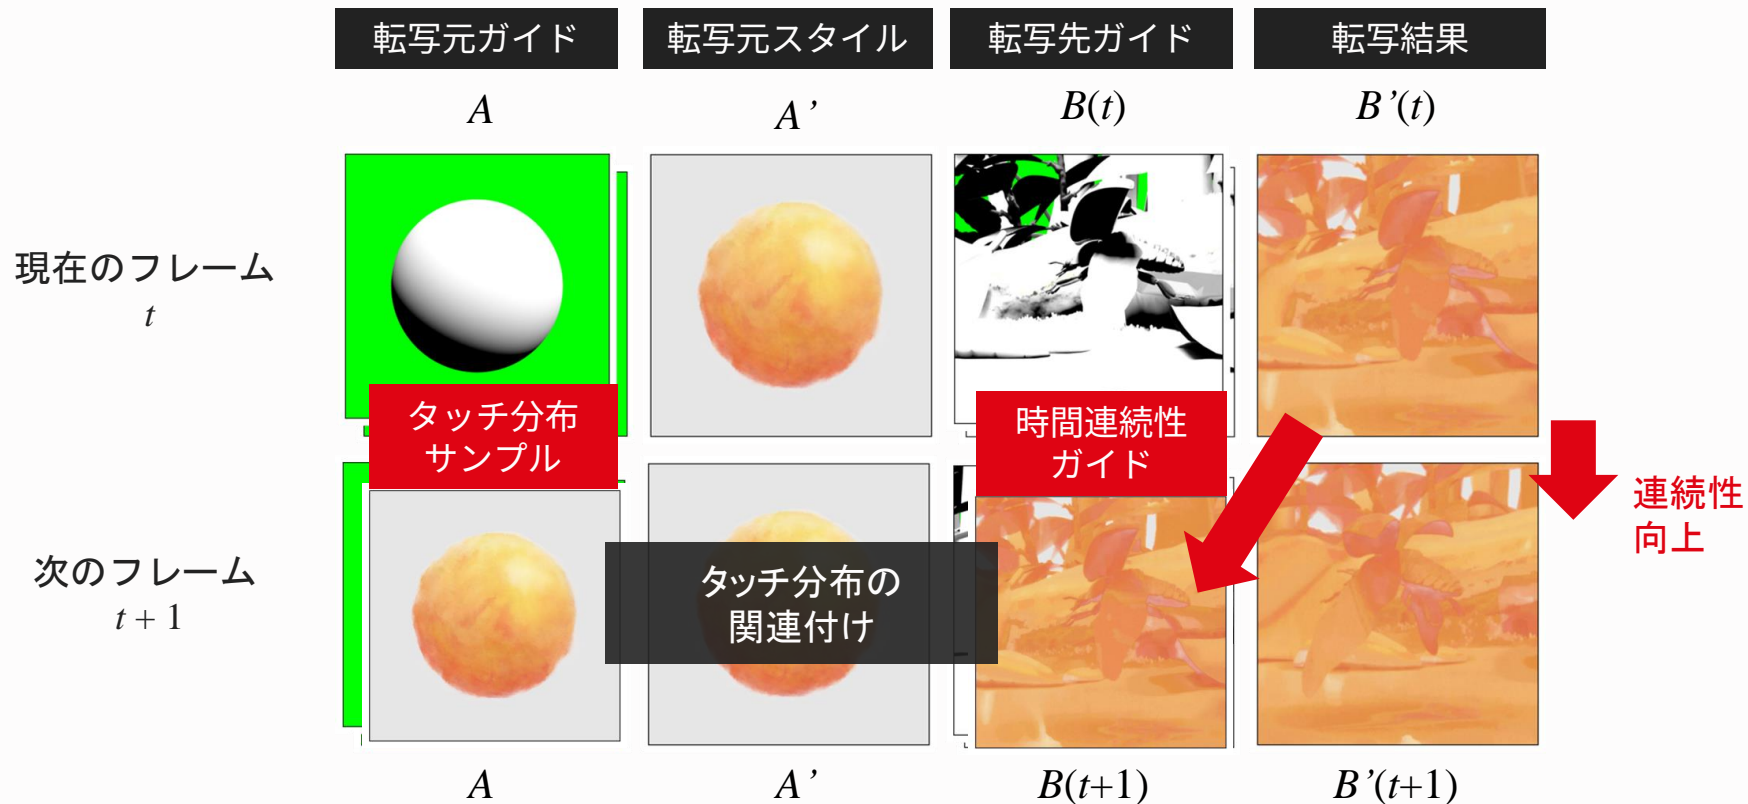 転写元ガイド
転写元スタイル
転写先ガイド
転写結果
A
A’
B(t)
B’(t)
現在のフレーム
t
タッチ分布
サンプル
時間連続性
ガイド
連続性
向上
次のフレーム
t + 1
タッチ分布の
関連付け
A
A’
B(t+1)
B’(t+1)